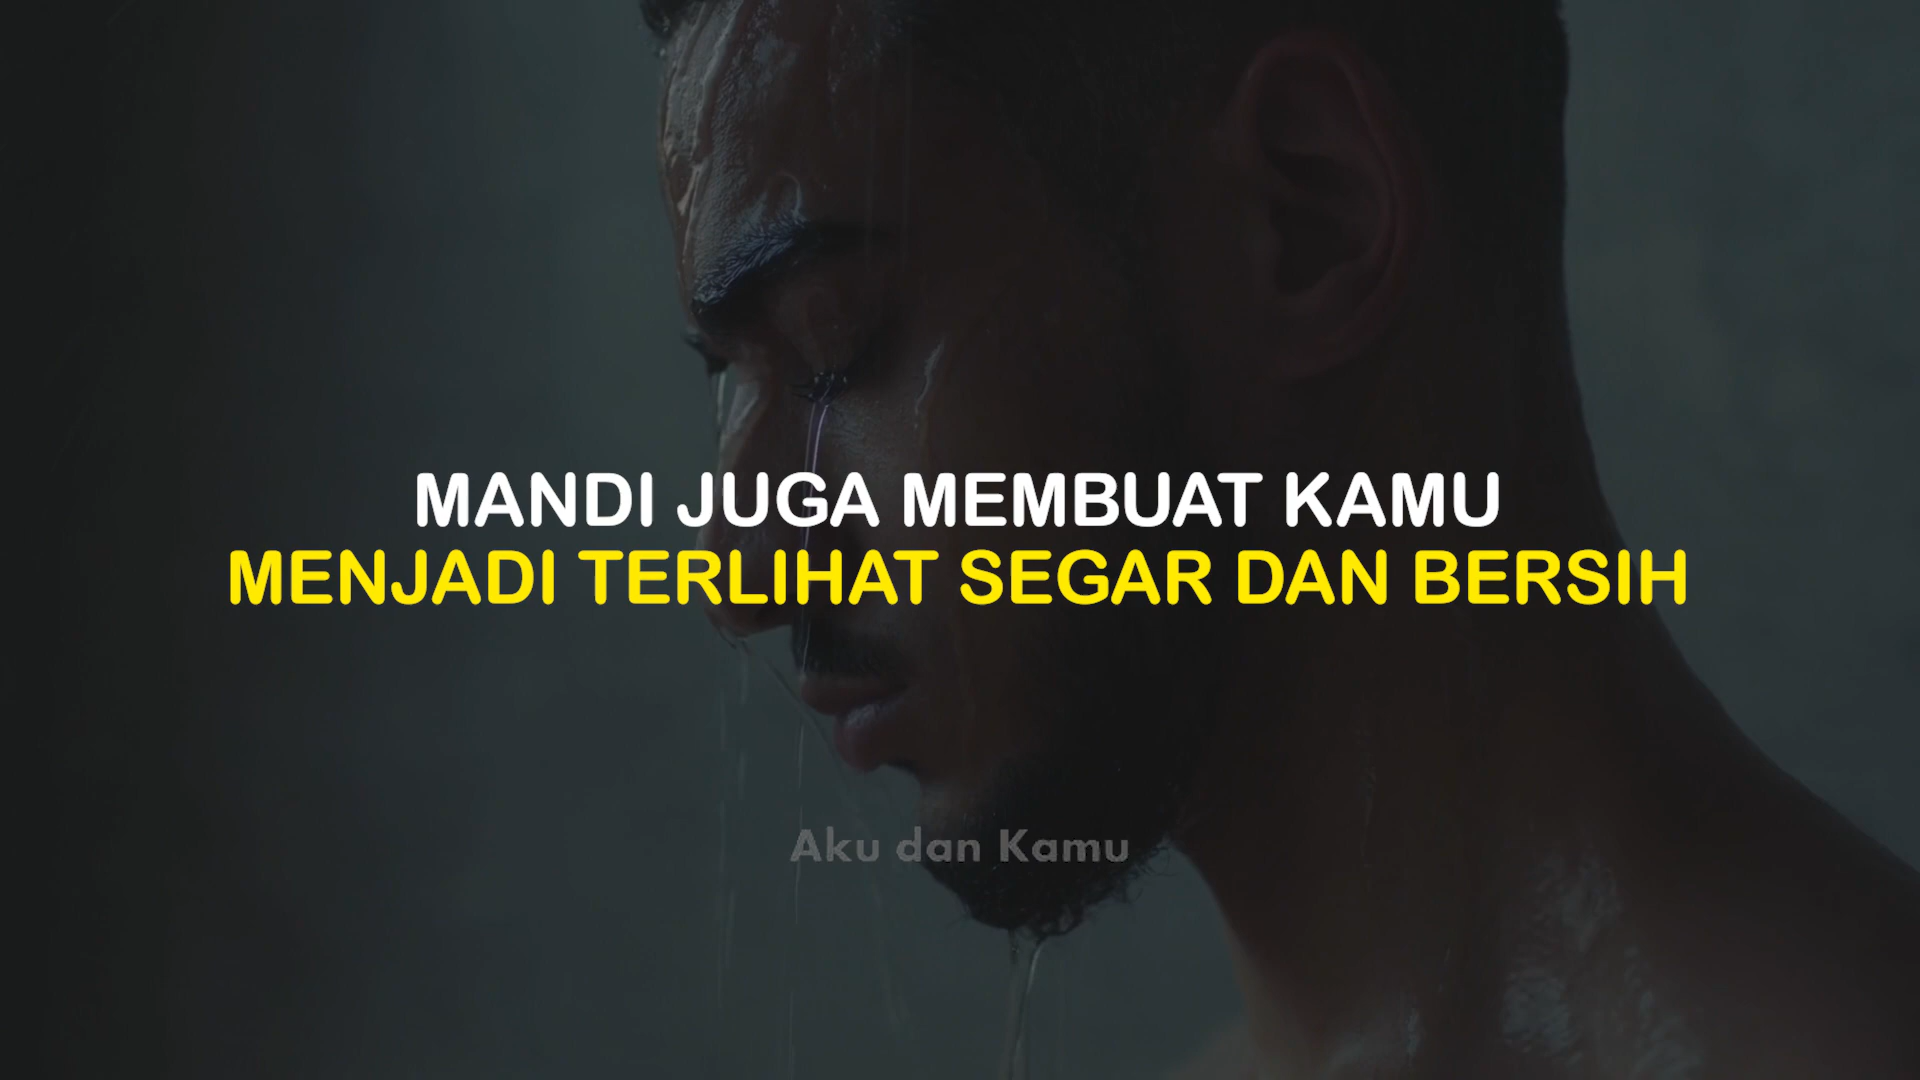 MANDI JUGA MEMBUAT KAMU
MENJADI TERLIHAT SEGAR DAN BERSIH
Aku dan Kamu